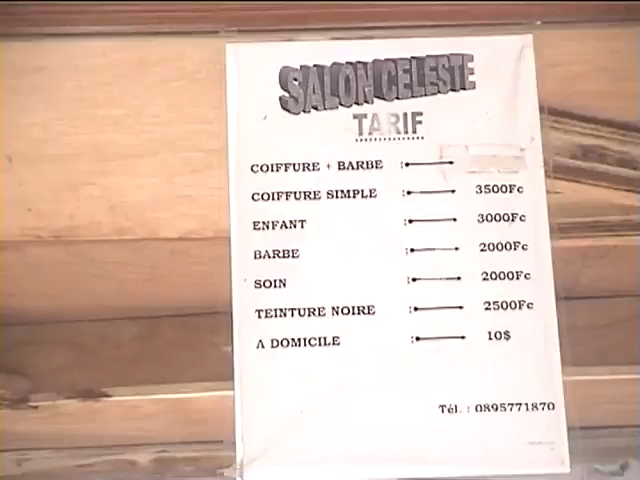 SALON CELESTE
TARIF
COIFFURE + BARBE
COIFFURE SIMPLE : 3500Fc
ENFANT : 3000Fc
BARBE : 2000Fc
SOIN : 2000Fc
TEINTURE NOIRE : 2500Fc
A DOMICILE : 10$
Tél. : 0895771870